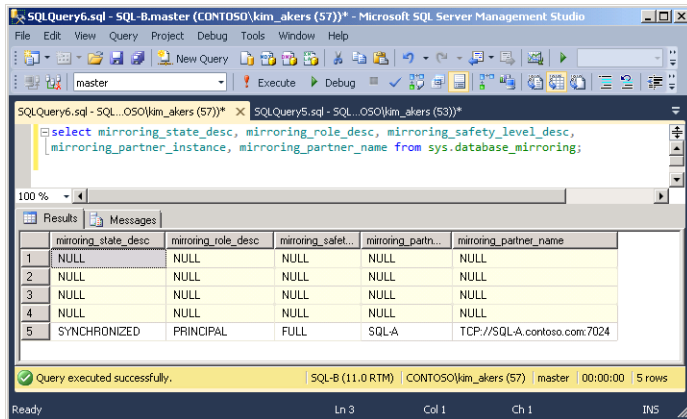 SQLQuery6.sql - SQL-B.master (CONTOSO\kim_akers (57))* - Microsoft SQL Server Management Studio
File Edit View Query Project Debug Tools Window Help
New Query
master Execute Debug
SQLQuery6.sql - SQL...OSO\kim_akers (57))* SQLQuery5.sql - SQL...OSO\kim_akers (53))*
select mirroring_state_desc, mirroring_role_desc, mirroring_safety_level_desc,
mirroring_partner_instance, mirroring_partner_name from sys.database_mirroring;
100 %
Results Messages
mirroring_state_desc mirroring_role_desc mirroring_safet... mirroring_partn... mirroring_partner_name
1 NULL NULL NULL NULL NULL
2 NULL NULL NULL NULL NULL
3 NULL NULL NULL NULL NULL
4 NULL NULL NULL NULL NULL
5 SYNCHRONIZED PRINCIPAL FULL SQL-A TCP://SQL-A.contoso.com:7024
Query executed successfully. SQL-B (11.0 RTM) CONTOSO\kim_akers (57) master 00:00:00 5 rows
Ready Ln 3 Col 1 Ch 1 INS